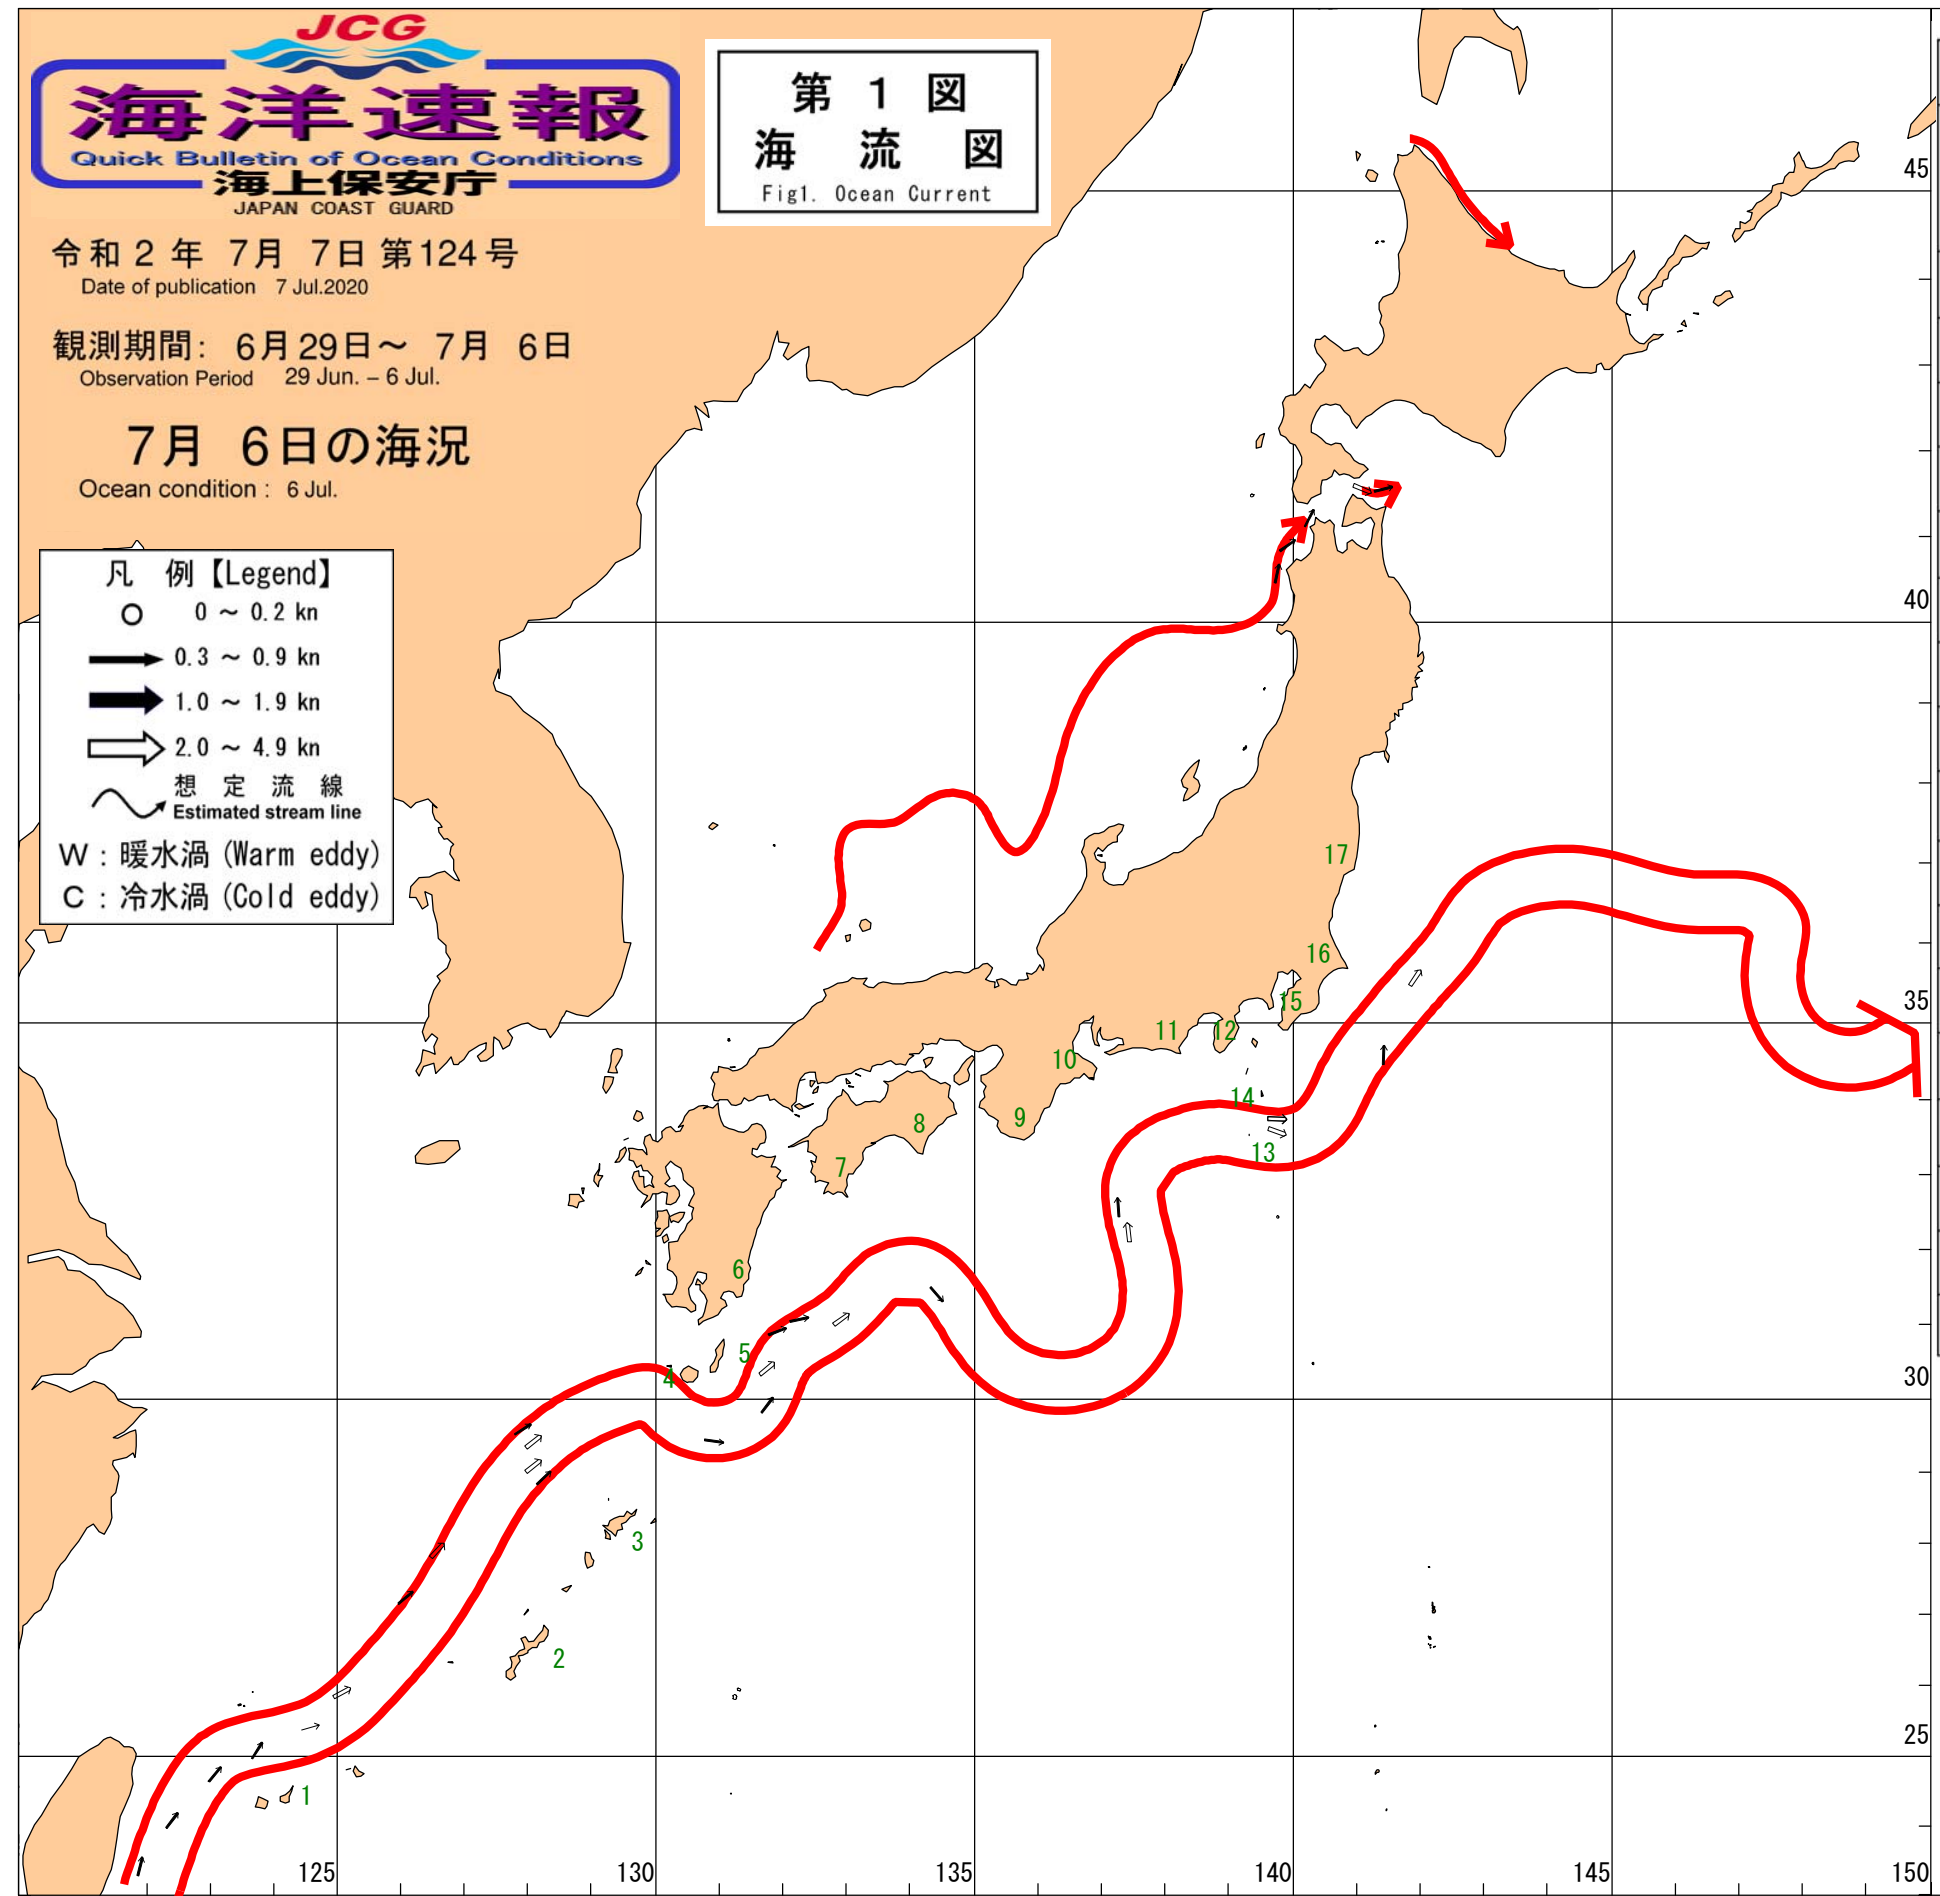 JCG
海洋速報
Quick Bulletin of Ocean Conditions
海上保安庁
JAPAN COAST GUARD
第 1 図
海 流 図
Fig1. Ocean Current
令和 2 年 7月 7日 第124号
Date of publication 7 Jul.2020
観測期間: 6月29日～ 7月 6日
Observation Period 29 Jun. – 6 Jul.
7月 6日の海況
Ocean condition : 6 Jul.
凡 例【Legend】
0 ～ 0.2 kn
0.3 ～ 0.9 kn
1.0 ～ 1.9 kn
2.0 ～ 4.9 kn
想 定 流 線
Estimated stream line
W : 暖水渦 (Warm eddy)
C : 冷水渦 (Cold eddy)
45
40
17
16
35
15
11
12
10
14
9
8
13
7
6
5
4
30
3
2
25
1
125
130
135
140
145
150